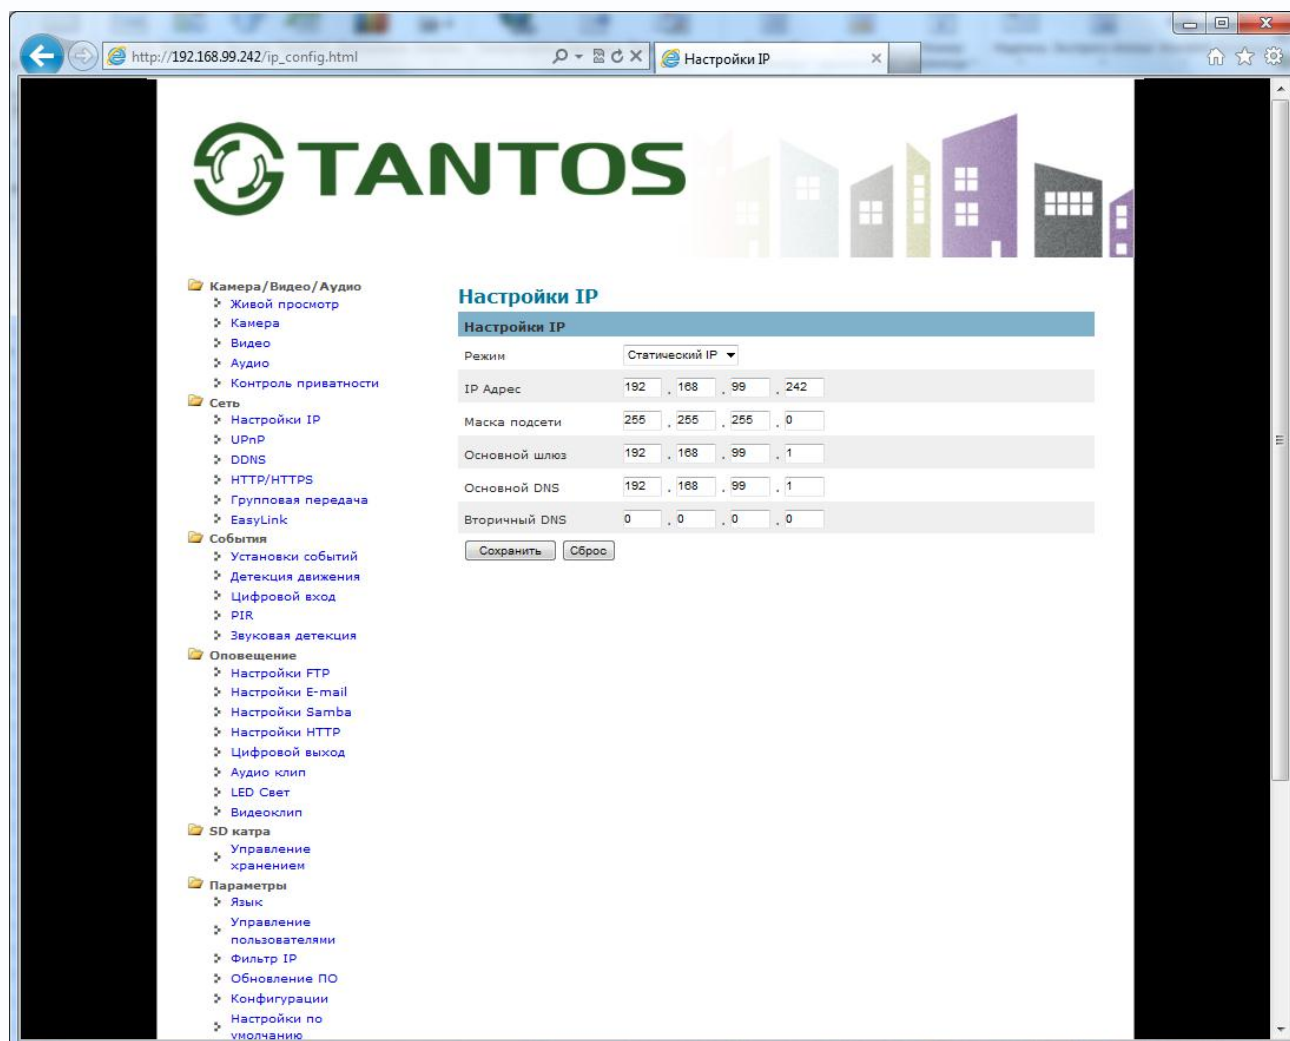 http://192.168.99.242/ip_config.html
Настройки IP
TANTOS
Камера/Видео/Аудио
Живой просмотр
Камера
Видео
Аудио
Контроль приватности
Сеть
Настройки IP
UPnP
DDNS
HTTP/HTTPS
Групповая передача
EasyLink
События
Установки событий
Детекция движения
Цифровой вход
PIR
Звуковая детекция
Оповещение
Настройки FTP
Настройки E-mail
Настройки Samba
Настройки HTTP
Цифровой выход
Аудио клип
LED Свет
Видеоклип
SD катра
Управление
хранением
Параметры
Язык
Управление
пользователями
Фильтр IP
Обновление ПО
Конфигурации
Настройки по
умолчанию
Настройки IP
Настройки IP
Режим Статический IP
IP Адрес 192 . 168 . 99 . 242
Маска подсети 255 . 255 . 255 . 0
Основной шлюз 192 . 168 . 99 . 1
Основной DNS 192 . 168 . 99 . 1
Вторичный DNS 0 . 0 . 0 . 0
Сохранить Сброс